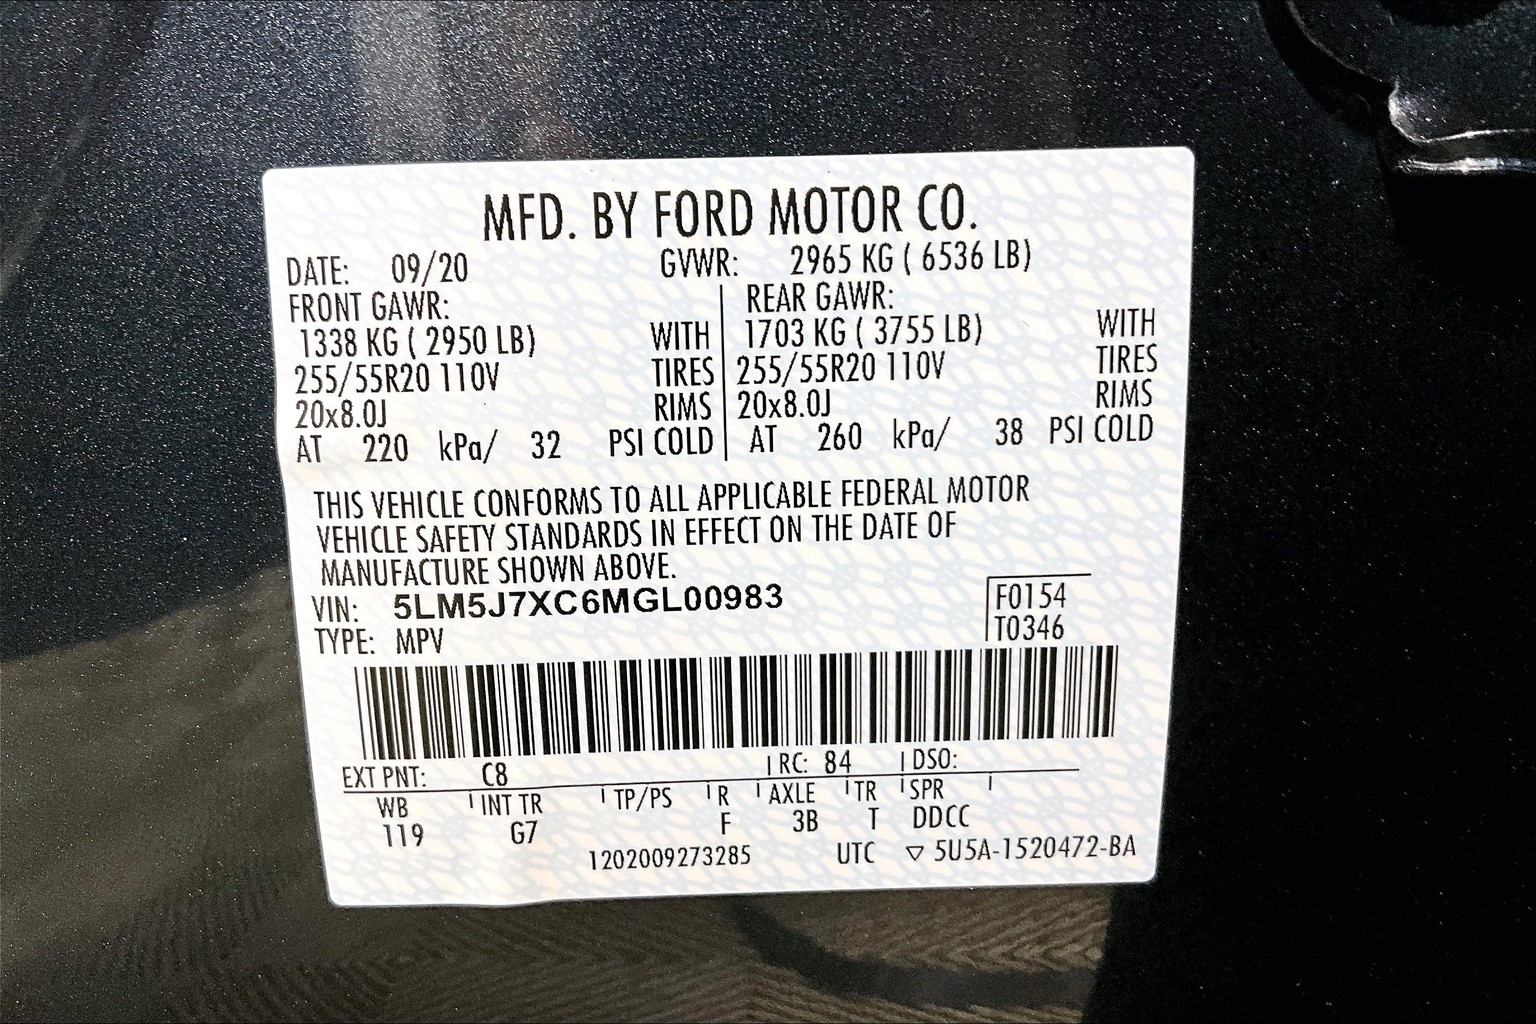 MFD. BY FORD MOTOR CO.
DATE: 09/20 GVWR: 2965 KG ( 6536 LB)
FRONT GAWR: REAR GAWR:
1338 KG ( 2950 LB) WITH 1703 KG ( 3755 LB) WITH
255/55R20 110V TIRES 255/55R20 110V TIRES
20x8.0J RIMS 20x8.0J RIMS
AT 220 kPa/ 32 PSI COLD AT 260 kPa/ 38 PSI COLD
THIS VEHICLE CONFORMS TO ALL APPLICABLE FEDERAL MOTOR
VEHICLE SAFETY STANDARDS IN EFFECT ON THE DATE OF
MANUFACTURE SHOWN ABOVE.
VIN: 5LM5J7XC6MGL00983 F0154
TYPE: MPV T0346
EXT PNT: C8 RC: 84 DSO:
WB INT TR TP/PS R AXLE TR SPR
119 G7 F 3B T DDCC
1202009273285 UTC ▽ 5U5A-1520472-BA